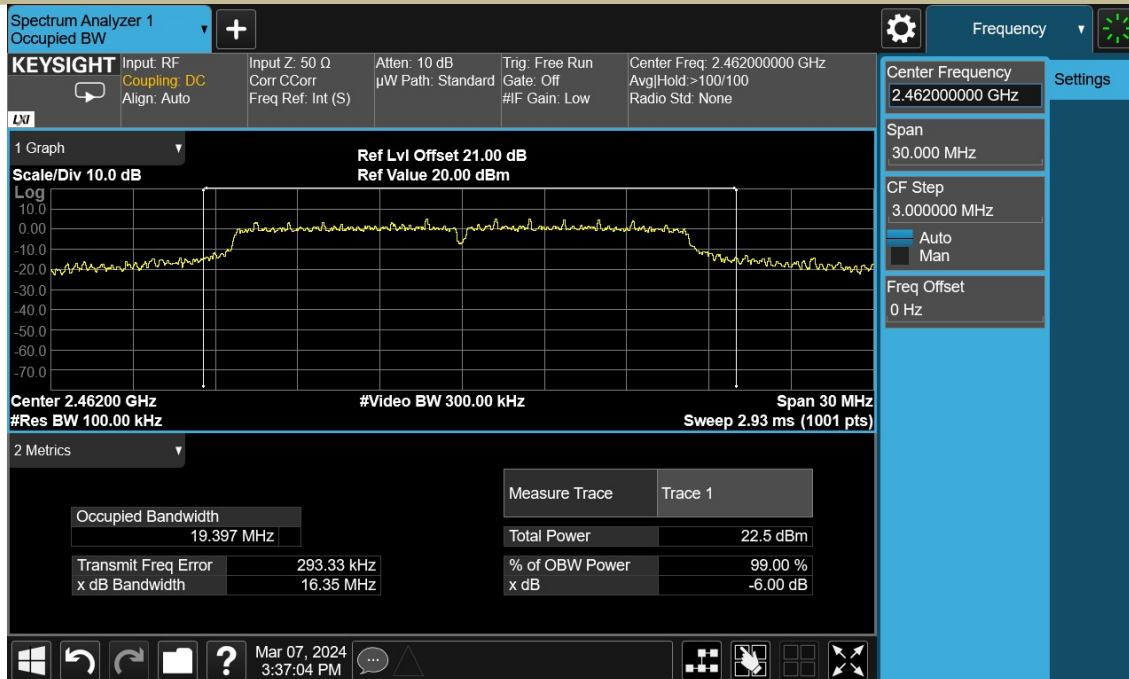 Spectrum Analyzer 1
Occupied BW
Frequency
KEYSIGHT
LXI
Input: RF
Coupling: DC
Align: Auto
Input Z: 50 Ω
Corr CCorr
Freq Ref: Int (S)
Atten: 10 dB
µW Path: Standard
Trig: Free Run
Gate: Off
#IF Gain: Low
Center Freq: 2.462000000 GHz
Avg|Hold:>100/100
Radio Std: None
Center Frequency
2.462000000 GHz
Settings
Span
30.000 MHz
CF Step
3.000000 MHz
Auto
Man
Freq Offset
0 Hz
1 Graph
Scale/Div 10.0 dB
Ref Lvl Offset 21.00 dB
Ref Value 20.00 dBm
Log
10.0
0.00
-10.0
-20.0
-30.0
-40.0
-50.0
-60.0
-70.0
Center 2.46200 GHz
#Video BW 300.00 kHz
Span 30 MHz
#Res BW 100.00 kHz
Sweep 2.93 ms (1001 pts)
2 Metrics
Measure Trace Trace 1
Occupied Bandwidth
19.397 MHz
Total Power 22.5 dBm
Transmit Freq Error 293.33 kHz
% of OBW Power 99.00 %
x dB Bandwidth 16.35 MHz
x dB -6.00 dB
Mar 07, 2024
3:37:04 PM